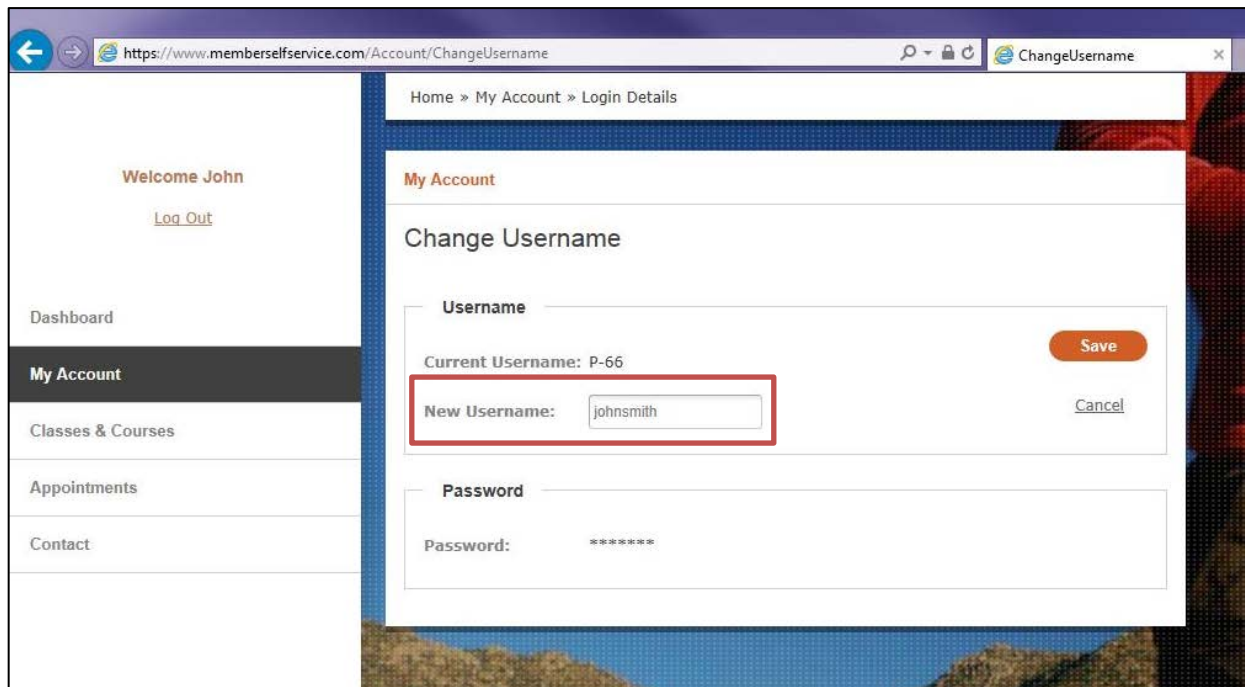 https://www.memberselfservice.com/Account/ChangeUsername
ChangeUsername
Home » My Account » Login Details
Welcome John
Log Out
Dashboard
My Account
Classes & Courses
Appointments
Contact
My Account
Change Username
Username
Current Username: P-66
Save
New Username: johnsmith
Cancel
Password
Password: *******